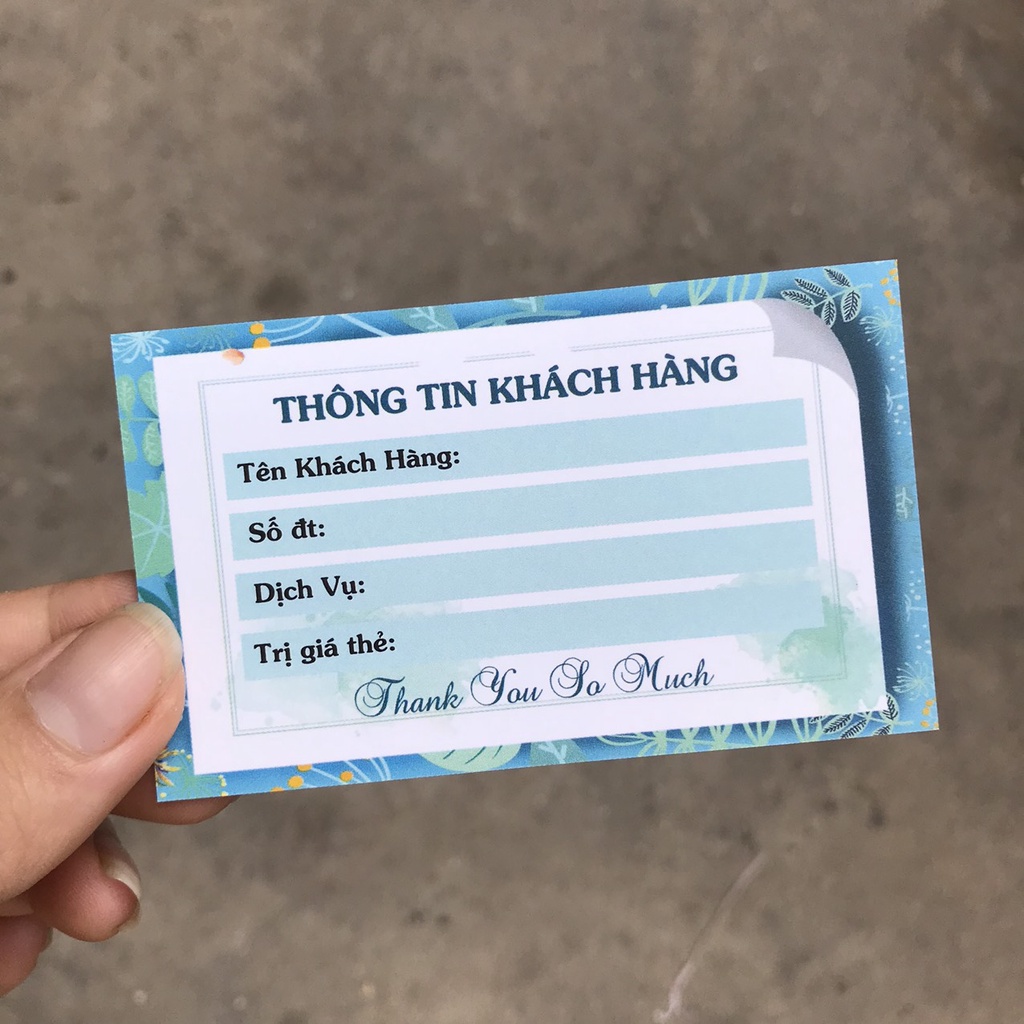 THÔNG TIN KHÁCH HÀNG
Tên Khách Hàng:
Số đt:
Dịch Vụ:
Trị giá thẻ:
Thank You So Much